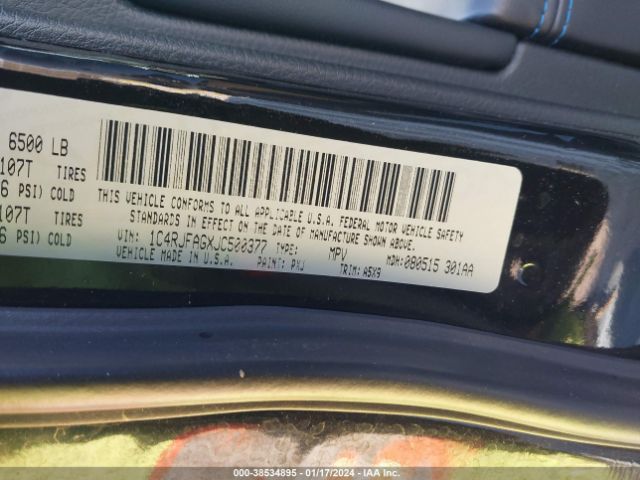 6500 LB
107T TIRES
6 PSI) COLD
107T TIRES
6 PSI) COLD
THIS VEHICLE CONFORMS TO ALL APPLICABLE U.S.A. FEDERAL MOTOR VEHICLE SAFETY
STANDARDS IN EFFECT ON THE DATE OF MANUFACTURE SHOWN ABOVE.
VIN: 1C4RJFAGXJC500377 TYPE: MPV MDH: 080515 301AA
VEHICLE MADE IN U.S.A. PAINT: PXJ TRIM: A5X9
000-38534895 - 01/17/2024 - IAA Inc.